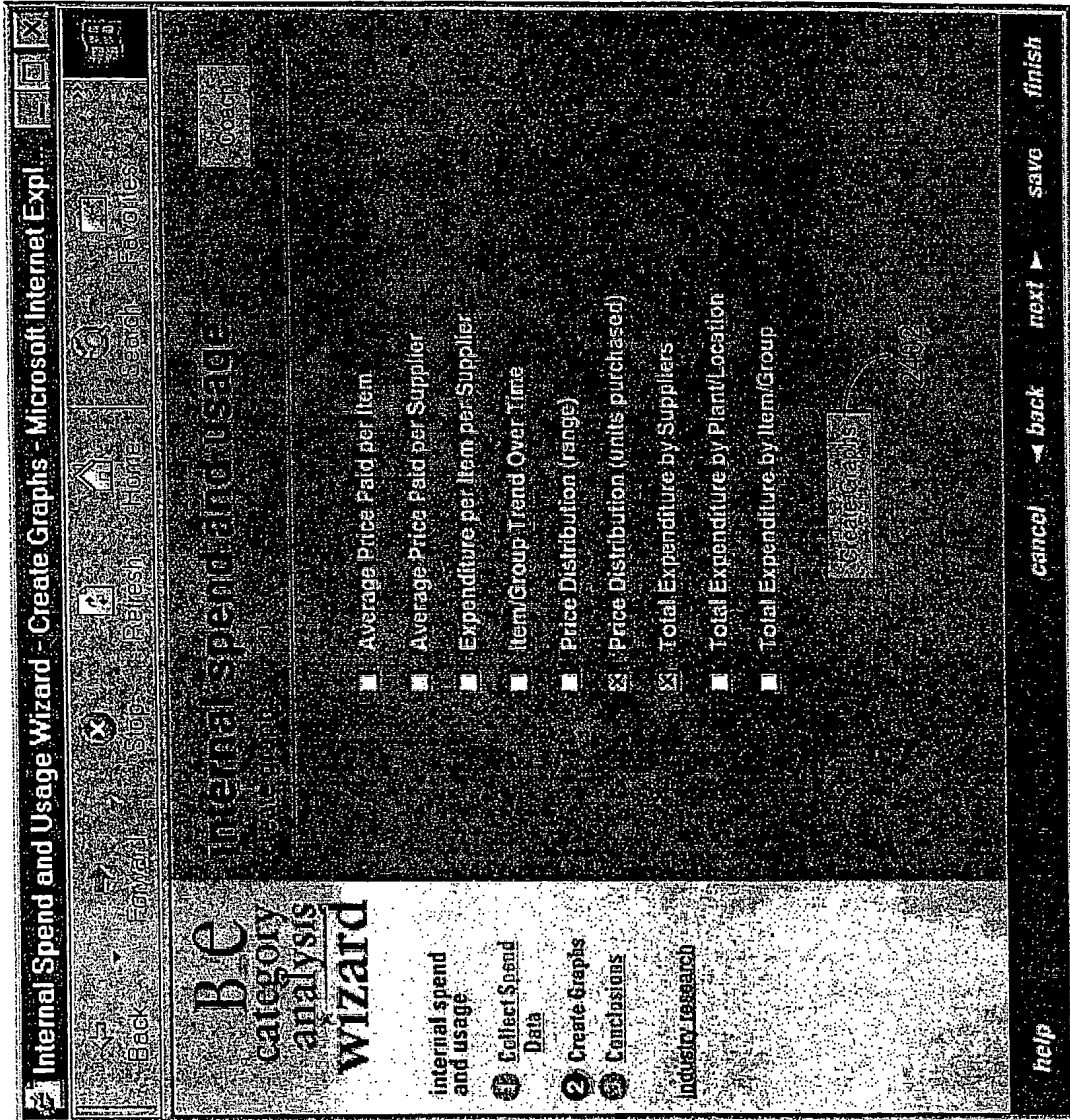 Internal Spend and Usage Wizard - Create Graphs - Microsoft Internet Expl...
Back Forward Stop Refresh Home Search Favorites
B_e
category
analysis
wizard
internal spend
and usage
1 Collect Spend
Data
2 Create Graphs
3 Conclusions
industry research
internal spend and usage
coach
Average Price Paid per Item
Average Price Paid per Supplier
Expenditure per Item per Supplier
Item/Group Trend Over Time
Price Distribution (range)
Price Distribution (units purchased)
Total Expenditure by Suppliers
Total Expenditure by Plant/Location
Total Expenditure by Item/Group
Create Graphs
help cancel back next save finish